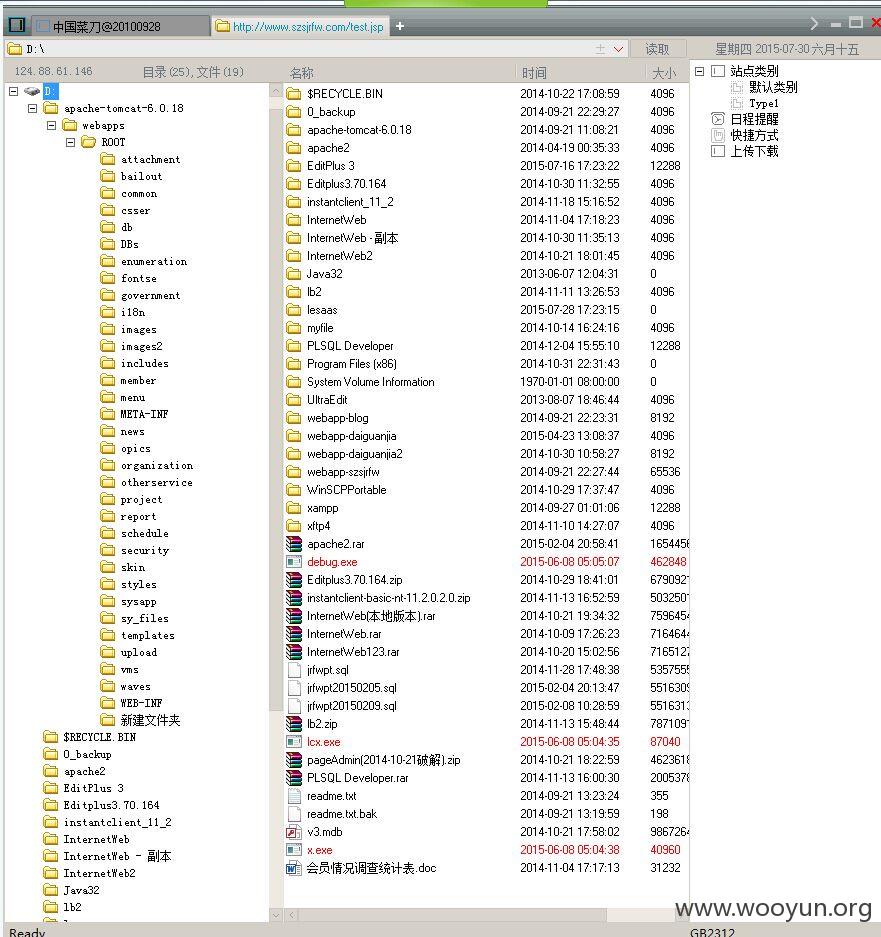 中国菜刀@20100928
http://www.szsjrfw.com/test.jsp
+
D:\
读取
星期四 2015-07-30 六月十五
124.88.61.146
目录(25),文件(19)
名称
时间
大小
D:
apache-tomcat-6.0.18
webapps
ROOT
attachment
bailout
common
csser
db
DBs
enumeration
fontse
government
i18n
images
images2
includes
member
menu
META-INF
news
opics
organization
otherservice
project
report
schedule
security
skin
styles
sysapp
sy_files
templates
upload
vms
waves
WEB-INF
新建文件夹
$RECYCLE.BIN
0_backup
apache2
EditPlus 3
Editplus3.70.164
instantclient_11_2
InternetWeb
InternetWeb - 副本
InternetWeb2
Java32
lb2
$RECYCLE.BIN 2014-10-22 17:08:59 4096
0_backup 2014-09-21 22:29:27 4096
apache-tomcat-6.0.18 2014-09-21 11:08:21 4096
apache2 2014-04-19 00:35:33 4096
EditPlus 3 2015-07-16 17:23:22 12288
Editplus3.70.164 2014-10-30 11:32:55 4096
instantclient_11_2 2014-11-18 15:16:52 4096
InternetWeb 2014-11-04 17:18:23 4096
InternetWeb - 副本 2014-10-30 11:35:13 4096
InternetWeb2 2014-10-21 18:01:45 4096
Java32 2013-06-07 12:04:31 0
lb2 2014-11-11 13:26:53 4096
lesaas 2015-07-28 17:23:15 0
myfile 2014-10-14 16:24:16 4096
PLSQL Developer 2014-12-04 15:55:10 12288
Program Files (x86) 2014-10-31 22:31:43 0
System Volume Information 1970-01-01 08:00:00 0
UltraEdit 2013-08-07 18:46:44 4096
webapp-blog 2014-09-21 22:23:31 8192
webapp-daiguanjia 2015-04-23 13:08:37 4096
webapp-daiguanjia2 2014-10-30 10:58:27 8192
webapp-szsjrfw 2014-09-21 22:27:44 65536
WinSCPPortable 2014-10-29 17:37:47 4096
xampp 2014-09-27 01:01:06 12288
xftp4 2014-11-10 14:27:07 4096
apache2.rar 2015-02-04 20:58:41 1654456
debug.exe 2015-06-08 05:05:07 462848
Editplus3.70.164.zip 2014-10-29 18:41:01 6790927
instantclient-basic-nt-11.2.0.2.0.zip 2014-11-13 16:52:59 5032507
InternetWeb(本地版本).rar 2014-10-21 19:34:32 7596454
InternetWeb.rar 2014-10-09 17:26:23 7164644
InternetWeb123.rar 2014-10-20 15:02:56 7165127
jrfwpt.sql 2014-11-28 17:48:38 5357555
jrfwpt20150205.sql 2015-02-04 20:13:47 5516309
jrfwpt20150209.sql 2015-02-08 10:28:59 5516313
lb2.zip 2014-11-13 15:48:44 7871097
lcx.exe 2015-06-08 05:04:35 87040
pageAdmin(2014-10-21破解).zip 2014-10-21 18:22:59 4623618
PLSQL Developer.rar 2014-11-13 16:00:30 2005378
readme.txt 2014-09-21 13:23:24 355
readme.txt.bak 2014-09-21 13:19:59 198
v3.mdb 2014-10-21 17:58:02 9867264
x.exe 2015-06-08 05:04:38 40960
会员情况调查统计表.doc 2014-11-04 17:17:13 31232
站点类别
默认类别
Type1
日程提醒
快捷方式
上传下载
www.wooyun.org
Ready
GB2312